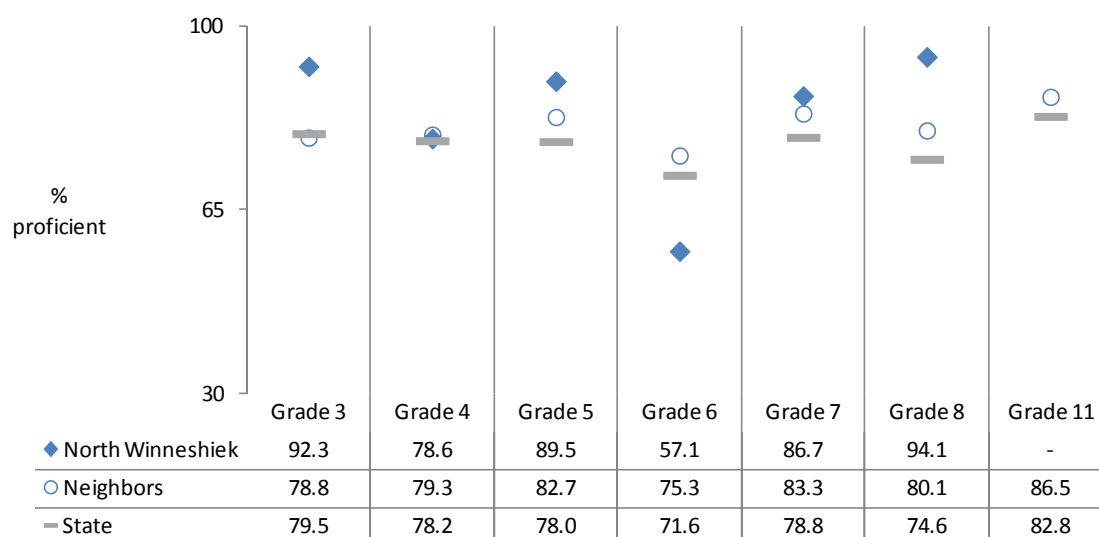 100
%
proficient
65
30
Grade 3 Grade 4 Grade 5 Grade 6 Grade 7 Grade 8 Grade 11
North Winneshiek 92.3 78.6 89.5 57.1 86.7 94.1 -
Neighbors 78.8 79.3 82.7 75.3 83.3 80.1 86.5
State 79.5 78.2 78.0 71.6 78.8 74.6 82.8